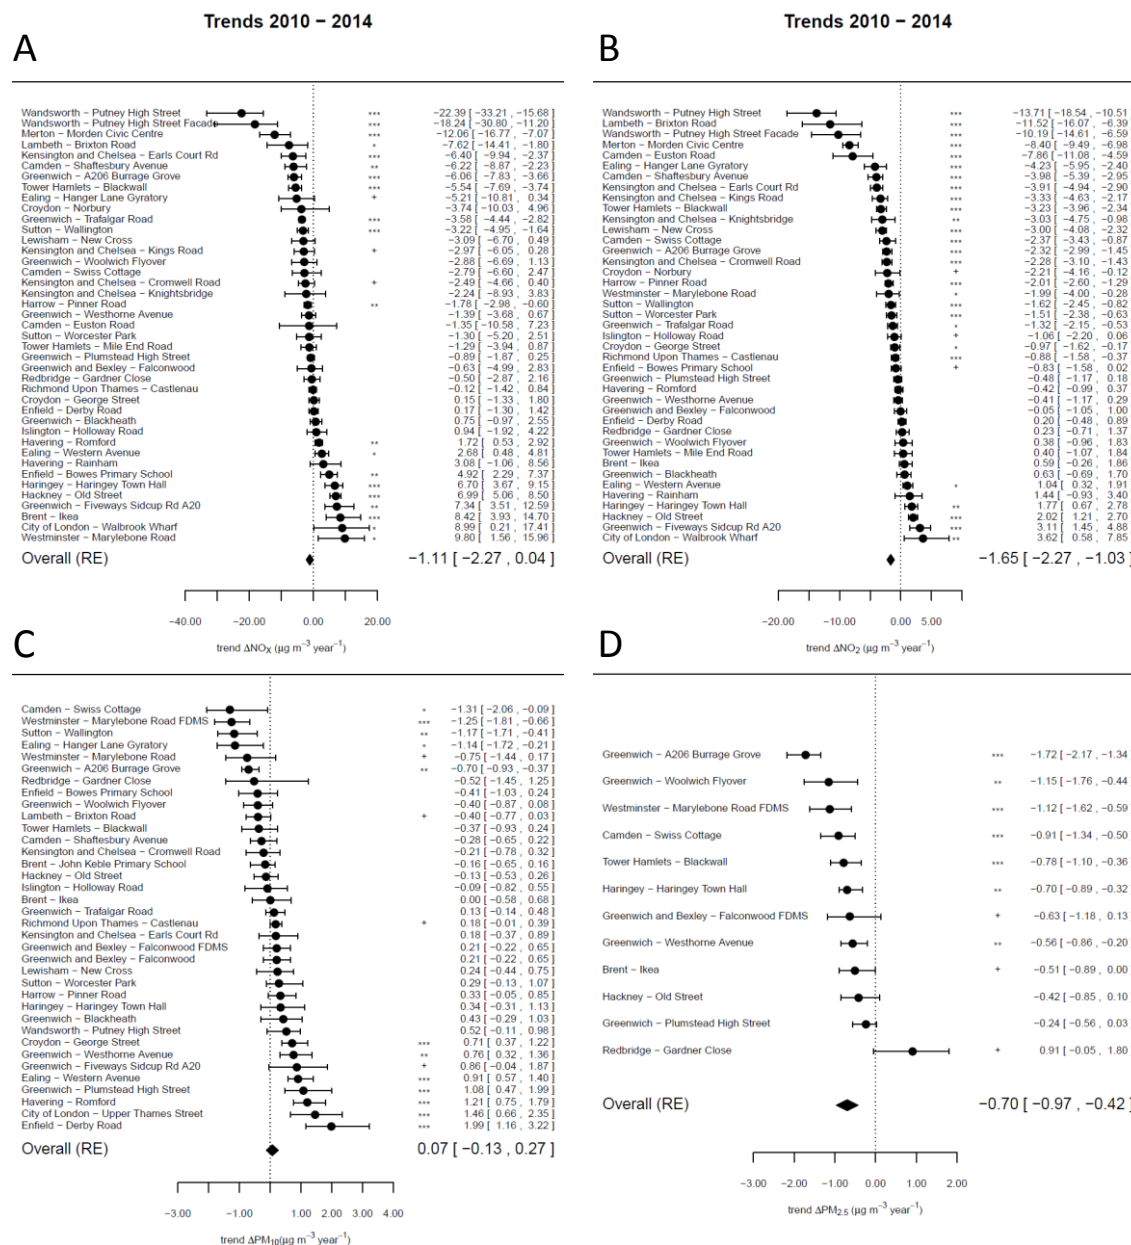 Trends 2010 − 2014
A
Wandsworth − Putney High Street *** −22.39 [ −33.21 , −15.68 ]
Wandsworth − Putney High Street Facade *** −18.24 [ −30.80 , −11.20 ]
Merton − Morden Civic Centre *** −12.06 [ −16.77 , −7.07 ]
Lambeth − Brixton Road * −7.62 [ −14.41 , −1.80 ]
Kensington and Chelsea − Earls Court Rd *** −6.40 [ −9.94 , −2.37 ]
Camden − Shaftesbury Avenue ** −6.22 [ −8.87 , −2.23 ]
Greenwich − A206 Burrage Grove *** −6.06 [ −7.83 , −3.66 ]
Tower Hamlets − Blackwall *** −5.54 [ −7.69 , −3.74 ]
Ealing − Hanger Lane Gyratory + −5.21 [ −10.81 , 0.34 ]
Croydon − Norbury −3.74 [ −10.03 , 4.96 ]
Greenwich − Trafalgar Road *** −3.58 [ −4.44 , −2.82 ]
Sutton − Wallington *** −3.22 [ −4.95 , −1.64 ]
Lewisham − New Cross −3.09 [ −6.70 , 0.49 ]
Kensington and Chelsea − Kings Road + −2.97 [ −6.05 , 0.28 ]
Greenwich − Woolwich Flyover −2.88 [ −6.69 , 1.13 ]
Camden − Swiss Cottage −2.79 [ −6.60 , 2.47 ]
Kensington and Chelsea − Cromwell Road + −2.49 [ −4.66 , 0.40 ]
Kensington and Chelsea − Knightsbridge −2.24 [ −8.93 , 3.83 ]
Harrow − Pinner Road ** −1.78 [ −2.98 , −0.60 ]
Greenwich − Westhorne Avenue −1.39 [ −3.68 , 0.67 ]
Camden − Euston Road −1.35 [ −10.58 , 7.23 ]
Sutton − Worcester Park −1.30 [ −5.20 , 2.51 ]
Tower Hamlets − Mile End Road −1.29 [ −3.94 , 0.87 ]
Greenwich − Plumstead High Street −0.89 [ −1.87 , 0.25 ]
Greenwich and Bexley − Falconwood −0.63 [ −4.99 , 2.83 ]
Redbridge − Gardner Close −0.50 [ −2.87 , 2.16 ]
Richmond Upon Thames − Castlenau −0.12 [ −1.42 , 0.84 ]
Croydon − George Street 0.15 [ −1.33 , 1.80 ]
Enfield − Derby Road 0.17 [ −1.30 , 1.42 ]
Greenwich − Blackheath 0.75 [ −0.97 , 2.55 ]
Islington − Holloway Road 0.94 [ −1.92 , 4.22 ]
Havering − Romford ** 1.72 [ 0.53 , 2.92 ]
Ealing − Western Avenue * 2.68 [ 0.48 , 4.81 ]
Havering − Rainham 3.08 [ −1.06 , 8.56 ]
Enfield − Bowes Primary School ** 4.92 [ 2.29 , 7.37 ]
Haringey − Haringey Town Hall *** 6.70 [ 3.67 , 9.15 ]
Hackney − Old Street *** 6.99 [ 5.06 , 8.50 ]
Greenwich − Fiveways Sidcup Rd A20 ** 7.34 [ 3.51 , 12.59 ]
Brent − Ikea *** 8.42 [ 3.93 , 14.70 ]
City of London − Walbrook Wharf * 8.99 [ 0.21 , 17.41 ]
Westminster − Marylebone Road * 9.80 [ 1.56 , 15.96 ]
Overall (RE) −1.11 [ −2.27 , 0.04 ]
−40.00 −20.00 0.00 20.00
trend ΔNOX (µg m−3 year−1)
Trends 2010 − 2014
B
Wandsworth − Putney High Street *** −13.71 [ −18.54 , −10.51 ]
Lambeth − Brixton Road *** −11.52 [ −16.07 , −6.39 ]
Wandsworth − Putney High Street Facade *** −10.19 [ −14.61 , −6.59 ]
Merton − Morden Civic Centre *** −8.40 [ −9.49 , −6.98 ]
Camden − Euston Road *** −7.86 [ −11.08 , −4.59 ]
Ealing − Hanger Lane Gyratory *** −4.23 [ −5.95 , −2.40 ]
Camden − Shaftesbury Avenue *** −3.98 [ −5.39 , −2.95 ]
Kensington and Chelsea − Earls Court Rd *** −3.91 [ −4.94 , −2.90 ]
Kensington and Chelsea − Kings Road *** −3.33 [ −4.63 , −2.17 ]
Tower Hamlets − Blackwall *** −3.23 [ −3.96 , −2.34 ]
Kensington and Chelsea − Knightsbridge ** −3.03 [ −4.75 , −0.98 ]
Lewisham − New Cross *** −3.00 [ −4.08 , −2.32 ]
Camden − Swiss Cottage *** −2.37 [ −3.43 , −0.87 ]
Greenwich − A206 Burrage Grove *** −2.32 [ −2.99 , −1.45 ]
Kensington and Chelsea − Cromwell Road *** −2.28 [ −3.10 , −1.43 ]
Croydon − Norbury + −2.21 [ −4.16 , −0.12 ]
Harrow − Pinner Road *** −2.01 [ −2.60 , −1.29 ]
Westminster − Marylebone Road * −1.99 [ −4.00 , −0.28 ]
Sutton − Wallington *** −1.62 [ −2.45 , −0.82 ]
Sutton − Worcester Park *** −1.51 [ −2.38 , −0.63 ]
Greenwich − Trafalgar Road * −1.32 [ −2.15 , −0.53 ]
Islington − Holloway Road + −1.06 [ −2.20 , 0.06 ]
Croydon − George Street * −0.97 [ −1.62 , −0.17 ]
Richmond Upon Thames − Castlenau *** −0.88 [ −1.58 , −0.37 ]
Enfield − Bowes Primary School + −0.83 [ −1.58 , 0.02 ]
Greenwich − Plumstead High Street −0.48 [ −1.17 , 0.18 ]
Havering − Romford −0.42 [ −0.99 , 0.37 ]
Greenwich − Westhorne Avenue −0.41 [ −1.17 , 0.29 ]
Greenwich and Bexley − Falconwood −0.05 [ −1.05 , 1.00 ]
Enfield − Derby Road 0.20 [ −0.48 , 0.89 ]
Redbridge − Gardner Close 0.23 [ −0.71 , 1.37 ]
Greenwich − Woolwich Flyover 0.38 [ −0.96 , 1.83 ]
Tower Hamlets − Mile End Road 0.40 [ −1.07 , 1.84 ]
Brent − Ikea 0.59 [ −0.26 , 1.86 ]
Greenwich − Blackheath 0.63 [ −0.69 , 1.70 ]
Ealing − Western Avenue * 1.04 [ 0.32 , 1.91 ]
Havering − Rainham 1.44 [ −0.93 , 3.40 ]
Haringey − Haringey Town Hall ** 1.77 [ 0.67 , 2.78 ]
Hackney − Old Street *** 2.02 [ 1.21 , 2.70 ]
Greenwich − Fiveways Sidcup Rd A20 *** 3.11 [ 1.45 , 4.88 ]
City of London − Walbrook Wharf ** 3.62 [ 0.58 , 7.85 ]
Overall (RE) −1.65 [ −2.27 , −1.03 ]
−20.00 −10.00 0.00 5.00
trend ΔNO2 (µg m−3 year−1)
C
Camden − Swiss Cottage * −1.31 [ −2.06 , −0.09 ]
Westminster − Marylebone Road FDMS *** −1.25 [ −1.81 , −0.66 ]
Sutton − Wallington ** −1.17 [ −1.71 , −0.41 ]
Ealing − Hanger Lane Gyratory * −1.14 [ −1.72 , −0.21 ]
Westminster − Marylebone Road + −0.75 [ −1.44 , 0.17 ]
Greenwich − A206 Burrage Grove ** −0.70 [ −0.93 , −0.37 ]
Redbridge − Gardner Close −0.52 [ −1.45 , 1.25 ]
Enfield − Bowes Primary School −0.41 [ −1.03 , 0.24 ]
Greenwich − Woolwich Flyover −0.40 [ −0.87 , 0.08 ]
Lambeth − Brixton Road + −0.40 [ −0.77 , 0.03 ]
Tower Hamlets − Blackwall −0.37 [ −0.93 , 0.24 ]
Camden − Shaftesbury Avenue −0.28 [ −0.65 , 0.22 ]
Kensington and Chelsea − Cromwell Road −0.21 [ −0.78 , 0.32 ]
Brent − John Keble Primary School −0.16 [ −0.65 , 0.16 ]
Hackney − Old Street −0.13 [ −0.53 , 0.26 ]
Islington − Holloway Road −0.09 [ −0.82 , 0.55 ]
Brent − Ikea 0.00 [ −0.58 , 0.68 ]
Greenwich − Trafalgar Road 0.13 [ −0.14 , 0.48 ]
Richmond Upon Thames − Castlenau + 0.18 [ −0.01 , 0.39 ]
Kensington and Chelsea − Earls Court Rd 0.18 [ −0.37 , 0.89 ]
Greenwich and Bexley − Falconwood FDMS 0.21 [ −0.22 , 0.65 ]
Greenwich and Bexley − Falconwood 0.21 [ −0.22 , 0.65 ]
Lewisham − New Cross 0.24 [ −0.44 , 0.75 ]
Sutton − Worcester Park 0.29 [ −0.13 , 1.07 ]
Harrow − Pinner Road 0.33 [ −0.05 , 0.85 ]
Haringey − Haringey Town Hall 0.34 [ −0.31 , 1.13 ]
Greenwich − Blackheath 0.43 [ −0.29 , 1.03 ]
Wandsworth − Putney High Street 0.52 [ −0.11 , 0.98 ]
Croydon − George Street *** 0.71 [ 0.37 , 1.22 ]
Greenwich − Westhorne Avenue ** 0.76 [ 0.32 , 1.36 ]
Greenwich − Fiveways Sidcup Rd A20 + 0.86 [ −0.04 , 1.87 ]
Ealing − Western Avenue *** 0.91 [ 0.57 , 1.40 ]
Greenwich − Plumstead High Street *** 1.08 [ 0.47 , 1.99 ]
Havering − Romford *** 1.21 [ 0.75 , 1.79 ]
City of London − Upper Thames Street *** 1.46 [ 0.66 , 2.35 ]
Enfield − Derby Road *** 1.99 [ 1.16 , 3.22 ]
Overall (RE) 0.07 [ −0.13 , 0.27 ]
−3.00 −1.00 1.00 2.00 3.00 4.00
trend ΔPM10(µg m−3 year−1)
D
Greenwich − A206 Burrage Grove *** −1.72 [ −2.17 , −1.34 ]
Greenwich − Woolwich Flyover ** −1.15 [ −1.76 , −0.44 ]
Westminster − Marylebone Road FDMS *** −1.12 [ −1.62 , −0.59 ]
Camden − Swiss Cottage *** −0.91 [ −1.34 , −0.50 ]
Tower Hamlets − Blackwall *** −0.78 [ −1.10 , −0.36 ]
Haringey − Haringey Town Hall ** −0.70 [ −0.89 , −0.32 ]
Greenwich and Bexley − Falconwood FDMS + −0.63 [ −1.18 , 0.13 ]
Greenwich − Westhorne Avenue ** −0.56 [ −0.86 , −0.20 ]
Brent − Ikea + −0.51 [ −0.89 , 0.00 ]
Hackney − Old Street −0.42 [ −0.85 , 0.10 ]
Greenwich − Plumstead High Street −0.24 [ −0.56 , 0.03 ]
Redbridge − Gardner Close + 0.91 [ −0.05 , 1.80 ]
Overall (RE) −0.70 [ −0.97 , −0.42 ]
−3.00 −2.00 −1.00 0.00 1.00 2.00
trend ΔPM2.5 (µg m−3 year−1)